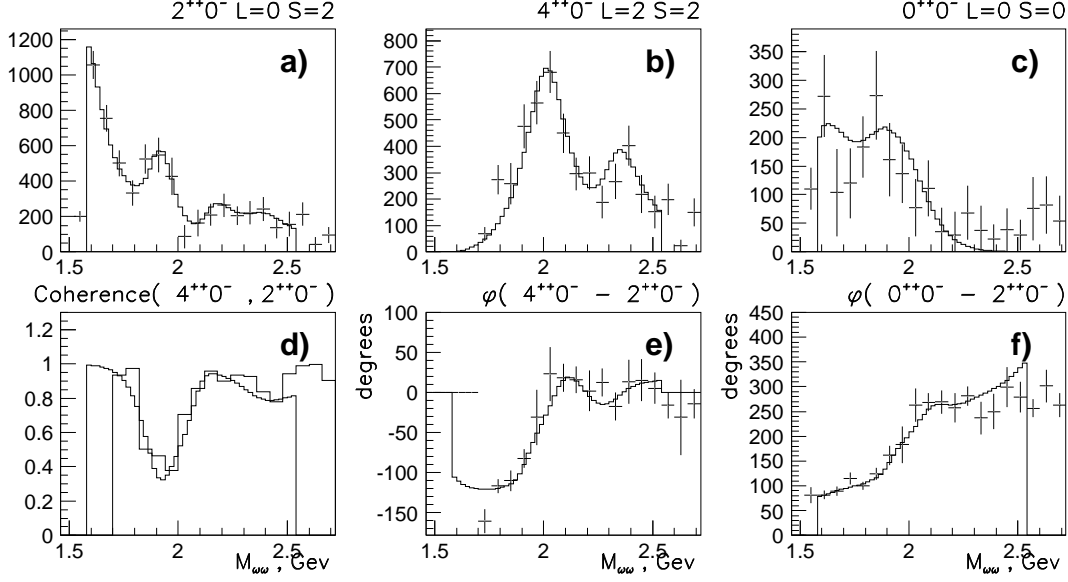 2⁺⁺0⁻ L=0 S=2
a)
1200
1000
800
600
400
200
0
1.5 2 2.5
4⁺⁺0⁻ L=2 S=2
b)
800
700
600
500
400
300
200
100
0
1.5 2 2.5
0⁺⁺0⁻ L=0 S=0
c)
350
300
250
200
150
100
50
0
1.5 2 2.5
Coherence( 4⁺⁺0⁻ , 2⁺⁺0⁻)
d)
1.2
1
0.8
0.6
0.4
0.2
0
1.5 2 2.5
M_ωω , Gev
φ( 4⁺⁺0⁻ − 2⁺⁺0⁻)
e)
degrees
100
50
0
-50
-100
-150
1.5 2 2.5
M_ωω , Gev
φ( 0⁺⁺0⁻ − 2⁺⁺0⁻)
f)
degrees
450
400
350
300
250
200
150
100
50
0
1.5 2 2.5
M_ωω , Gev